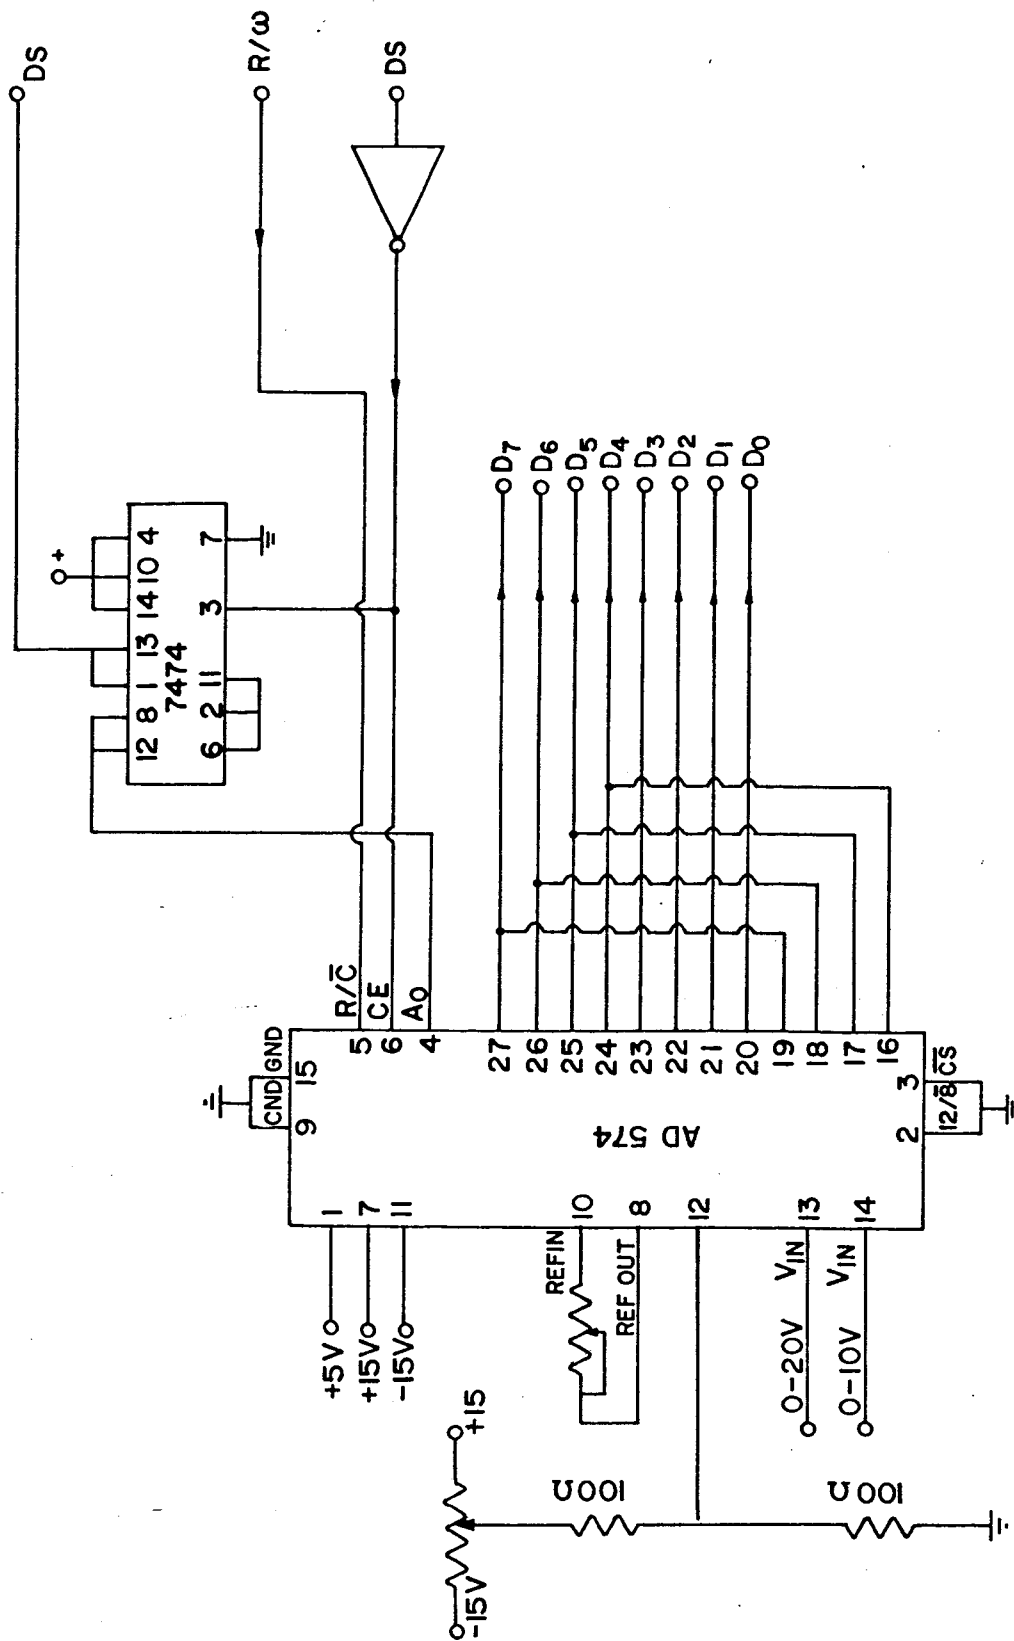 DS
R/ω
DS
+
12 8 1 13 14 10 4
7474
6 2 11 3 7
CND GND
9 15
R/C̅
5
CE
6
A0
4
+5V 1
+15V 7
-15V 11
+15
-15V
REFIN 10
REF OUT 8
12
100Ω
100Ω
0-20V VIN 13
0-10V VIN 14
AD 574
27 D7
26 D6
25 D5
24 D4
23 D3
22 D2
21 D1
20 D0
19
18
17
16
2 3
12/8̅ C̅S̅